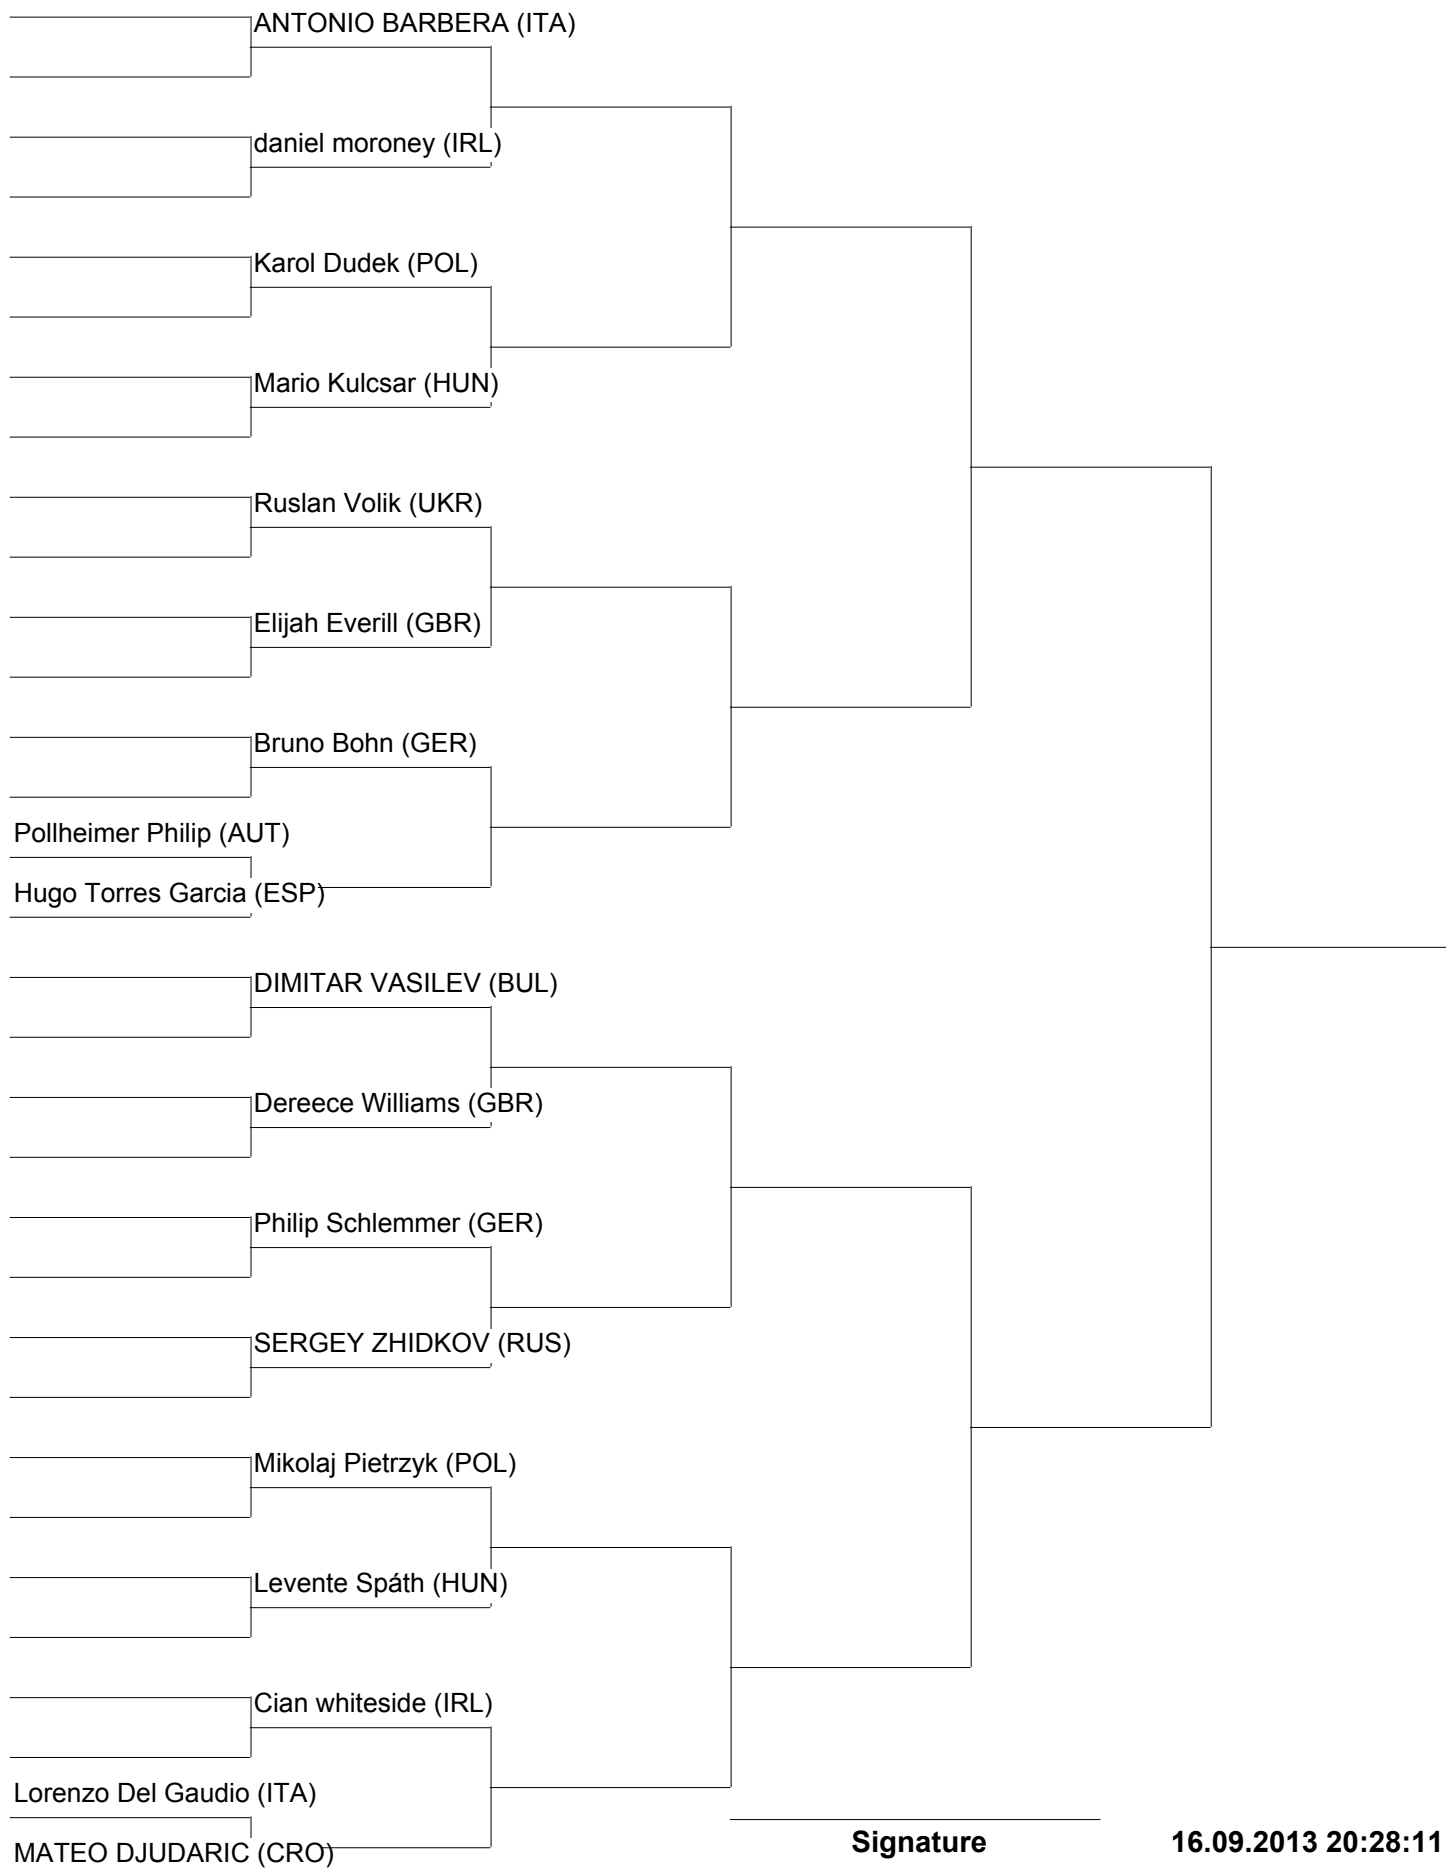 ANTONIO BARBERA (ITA)
daniel moroney (IRL)
Karol Dudek (POL)
Mario Kulcsar (HUN)
Ruslan Volik (UKR)
Elijah Everill (GBR)
Bruno Bohn (GER)
Pollheimer Philip (AUT)
Hugo Torres Garcia (ESP)
DIMITAR VASILEV (BUL)
Dereece Williams (GBR)
Philip Schlemmer (GER)
SERGEY ZHIDKOV (RUS)
Mikolaj Pietrzyk (POL)
Levente Späth (HUN)
Cian whiteside (IRL)
Lorenzo Del Gaudio (ITA)
MATEO DJUDARIC (CRO)
Signature 16.09.2013 20:28:11